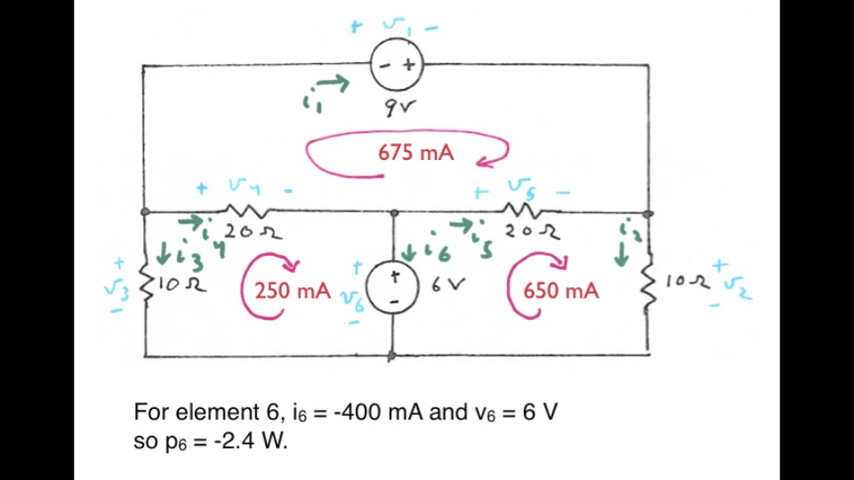 + v₁ -
- +
i₁
9V
675 mA
+ v₄ -
+ v₅ -
i₄
20Ω
i₅
20Ω
i₂
+
v₃
-
i₃
10Ω
250 mA
+
v₆
-
+
-
i₆
6V
650 mA
10Ω
+
v₂
-
For element 6, i₆ = -400 mA and v₆ = 6 V
so p₆ = -2.4 W.